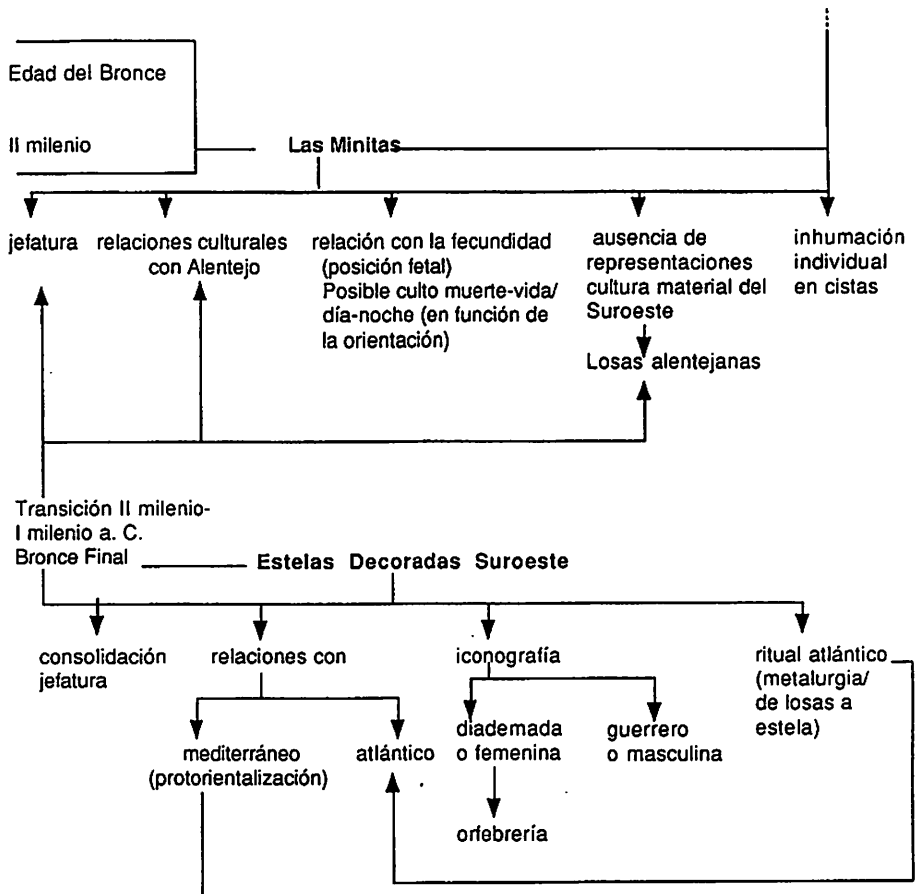 Edad del Bronce
II milenio
Las Minitas
jefatura
relaciones culturales
con Alentejo
relación con la fecundidad
(posición fetal)
Posible culto muerte-vida/
día-noche (en función de
la orientación)
ausencia de
representaciones
cultura material del
Suroeste
Losas alentejanas
inhumación
individual
en cistas
Transición II milenio-
I milenio a. C.
Bronce Final
Estelas Decoradas Suroeste
consolidación
jefatura
relaciones con
mediterráneo
(protorientalización)
atlántico
iconografía
diademada
o femenina
orfebrería
guerrero
o masculina
ritual atlántico
(metalurgia/
de losas a
estela)